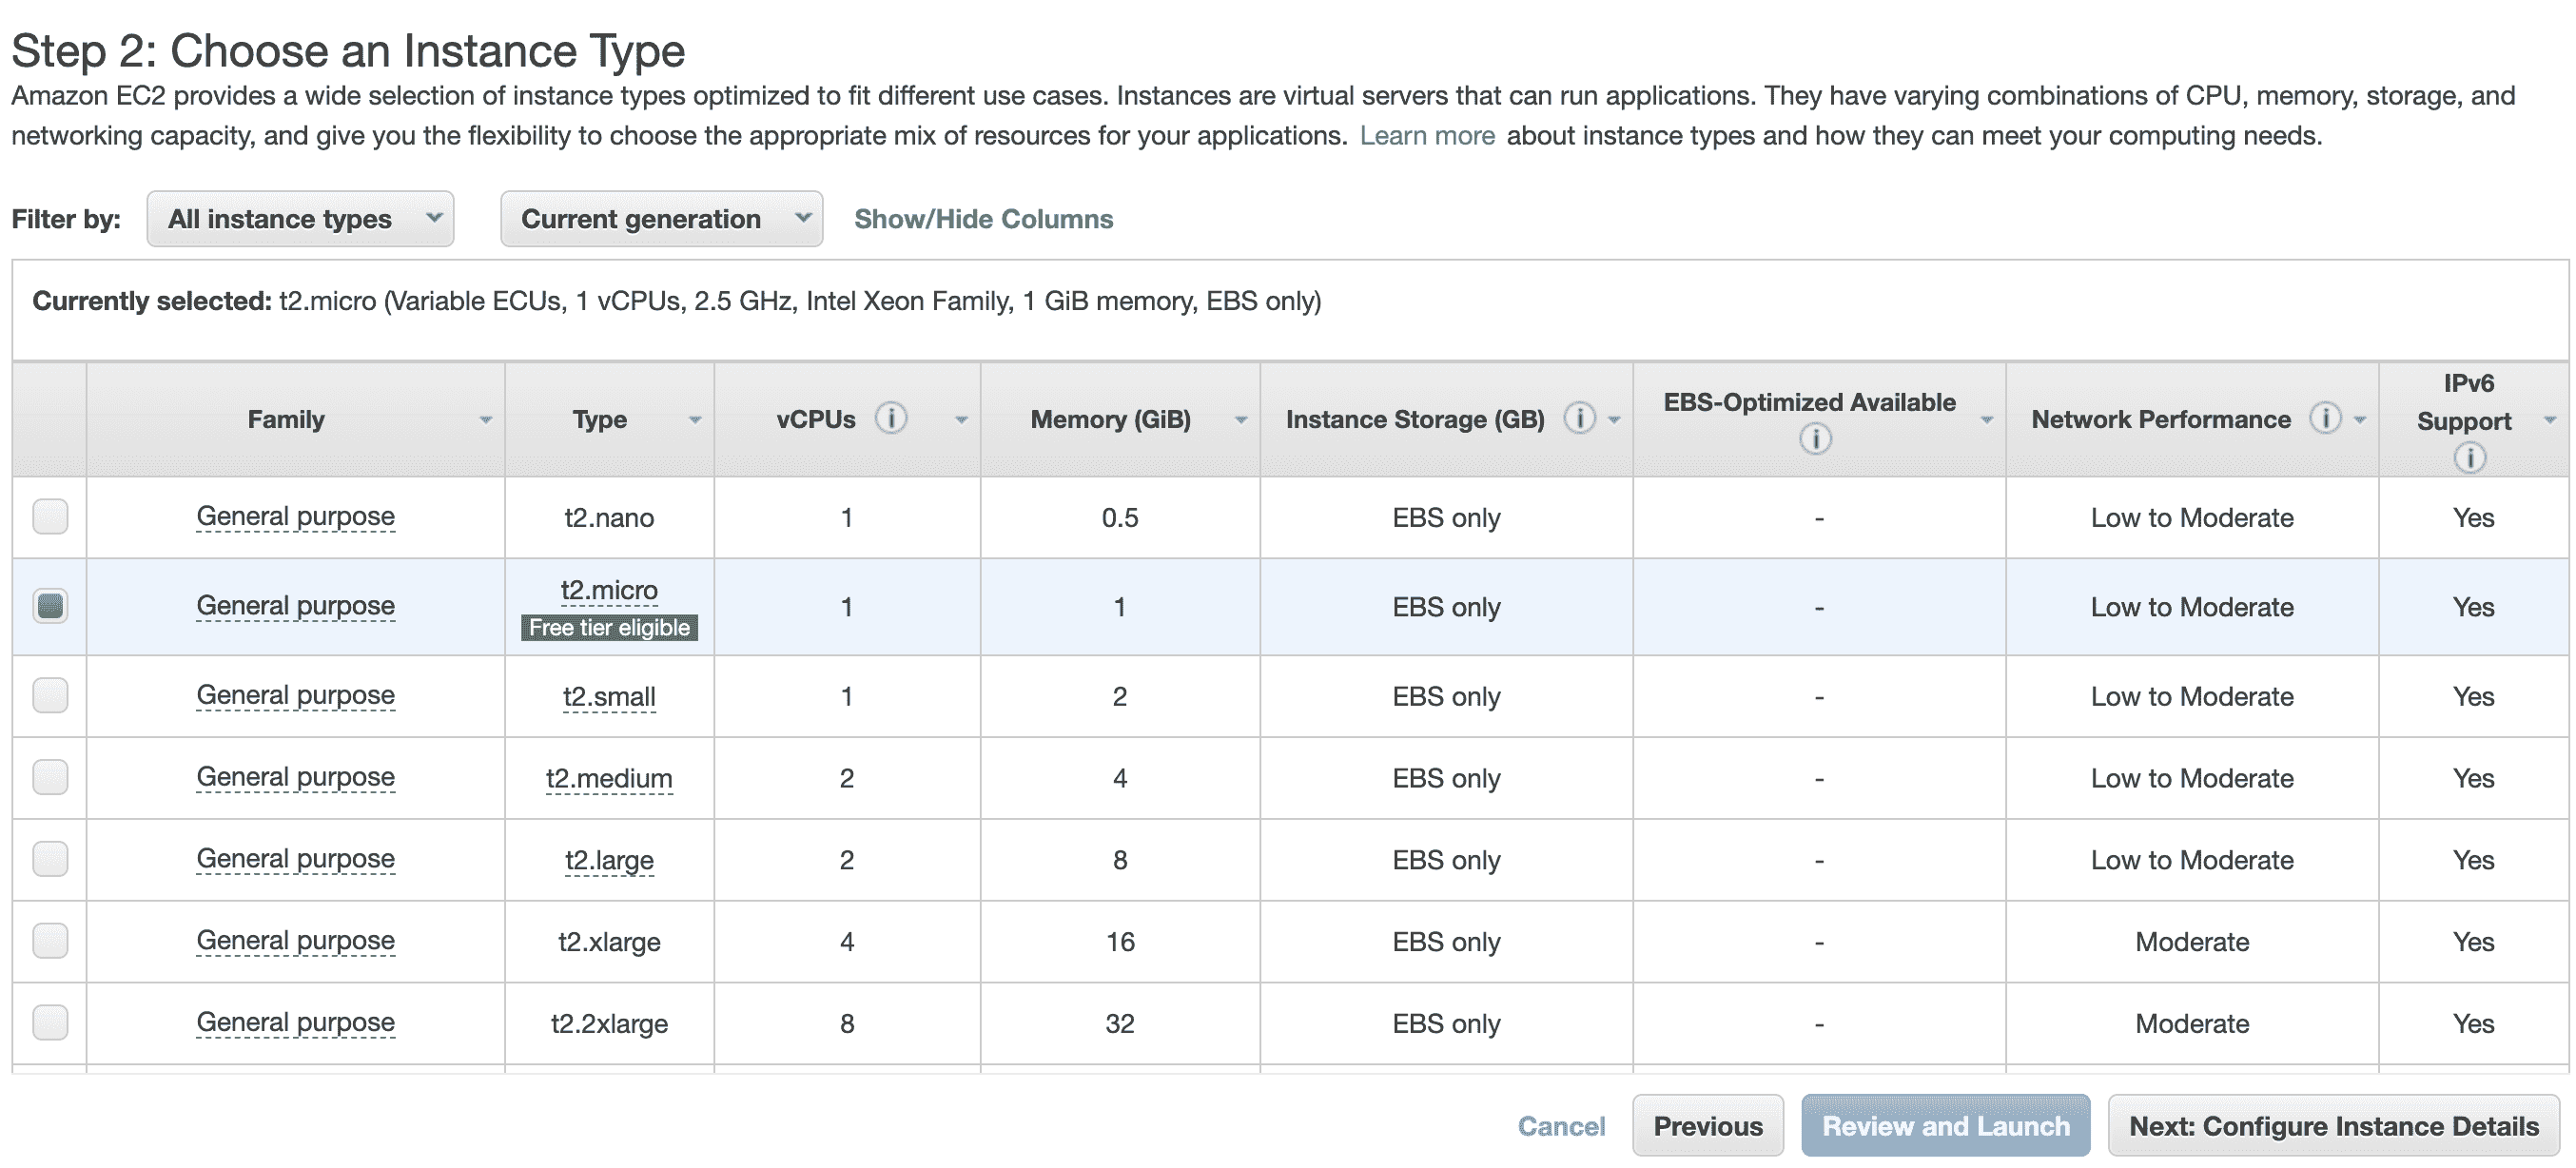 Step 2: Choose an Instance Type
Amazon EC2 provides a wide selection of instance types optimized to fit different use cases. Instances are virtual servers that can run applications. They have varying combinations of CPU, memory, storage, and
networking capacity, and give you the flexibility to choose the appropriate mix of resources for your applications. Learn more about instance types and how they can meet your computing needs.
Filter by: All instance types Current generation Show/Hide Columns
Currently selected: t2.micro (Variable ECUs, 1 vCPUs, 2.5 GHz, Intel Xeon Family, 1 GiB memory, EBS only)
Family Type vCPUs i Memory (GiB) Instance Storage (GB) i EBS-Optimized Available i Network Performance i IPv6 Support i
General purpose t2.nano 1 0.5 EBS only - Low to Moderate Yes
General purpose t2.micro Free tier eligible 1 1 EBS only - Low to Moderate Yes
General purpose t2.small 1 2 EBS only - Low to Moderate Yes
General purpose t2.medium 2 4 EBS only - Low to Moderate Yes
General purpose t2.large 2 8 EBS only - Low to Moderate Yes
General purpose t2.xlarge 4 16 EBS only - Moderate Yes
General purpose t2.2xlarge 8 32 EBS only - Moderate Yes
Cancel Previous Review and Launch Next: Configure Instance Details